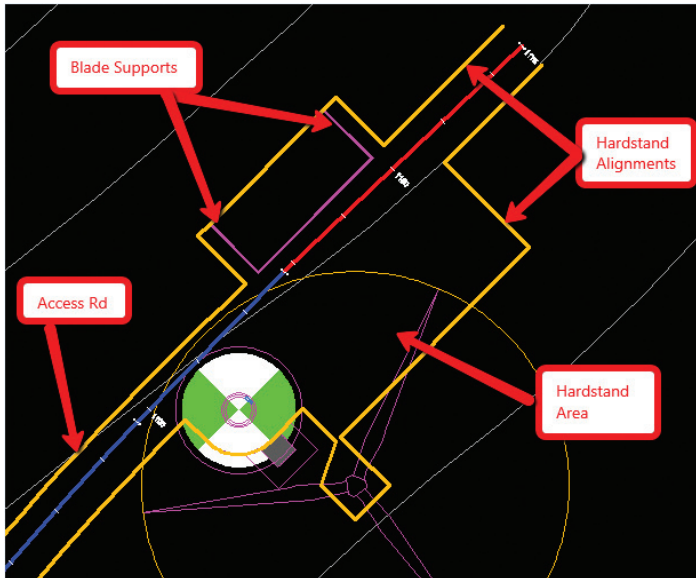 Blade Supports
Hardstand
Alignments
Access Rd
Hardstand
Area